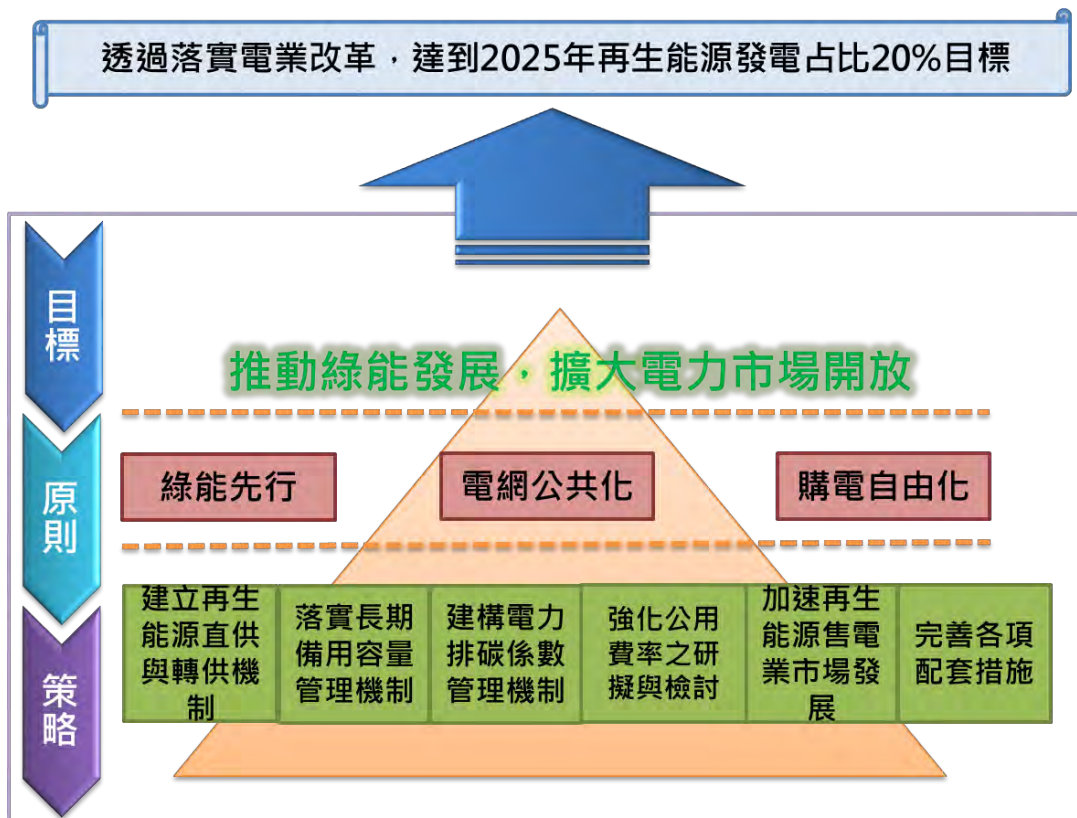 透過落實電業改革，達到2025年再生能源發電占比20%目標
目標
推動綠能發展，擴大電力市場開放
原則
綠能先行
電網公共化
購電自由化
策略
建立再生
能源直供
與轉供機
制
落實長期
備用容量
管理機制
建構電力
排碳係數
管理機制
強化公用
費率之研
擬與檢討
加速再生
能源售電
業市場發
展
完善各項
配套措施